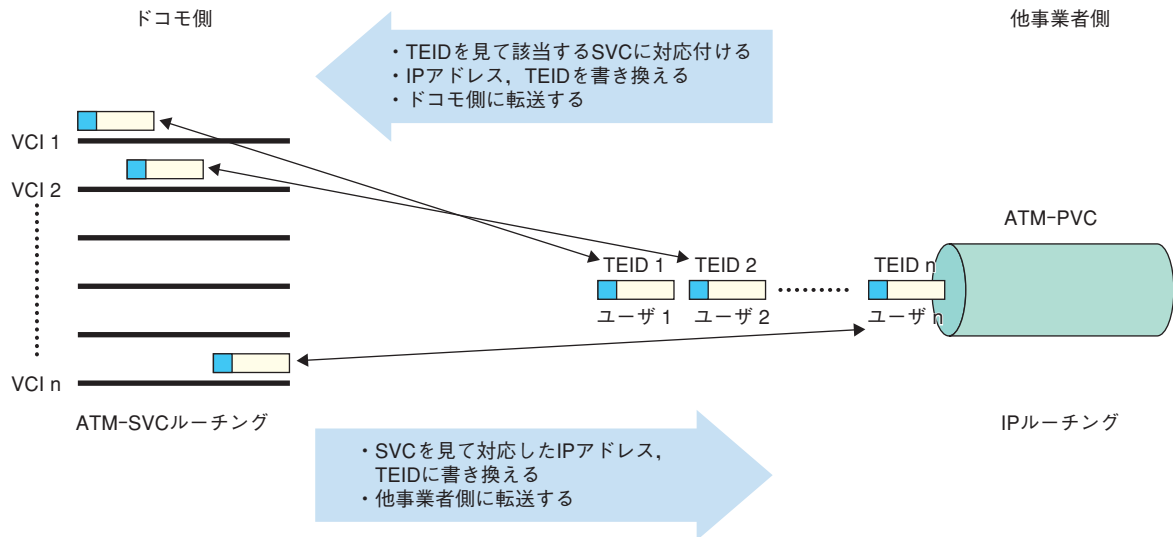 ドコモ側
他事業者側
・TEIDを見て該当するSVCに対応付ける
・IPアドレス，TEIDを書き換える
・ドコモ側に転送する
VCI 1
VCI 2
ATM-PVC
TEID 1
TEID 2
TEID n
ユーザ 1
ユーザ 2
ユーザ n
VCI n
ATM-SVCルーチング
IPルーチング
・SVCを見て対応したIPアドレス，
TEIDに書き換える
・他事業者側に転送する